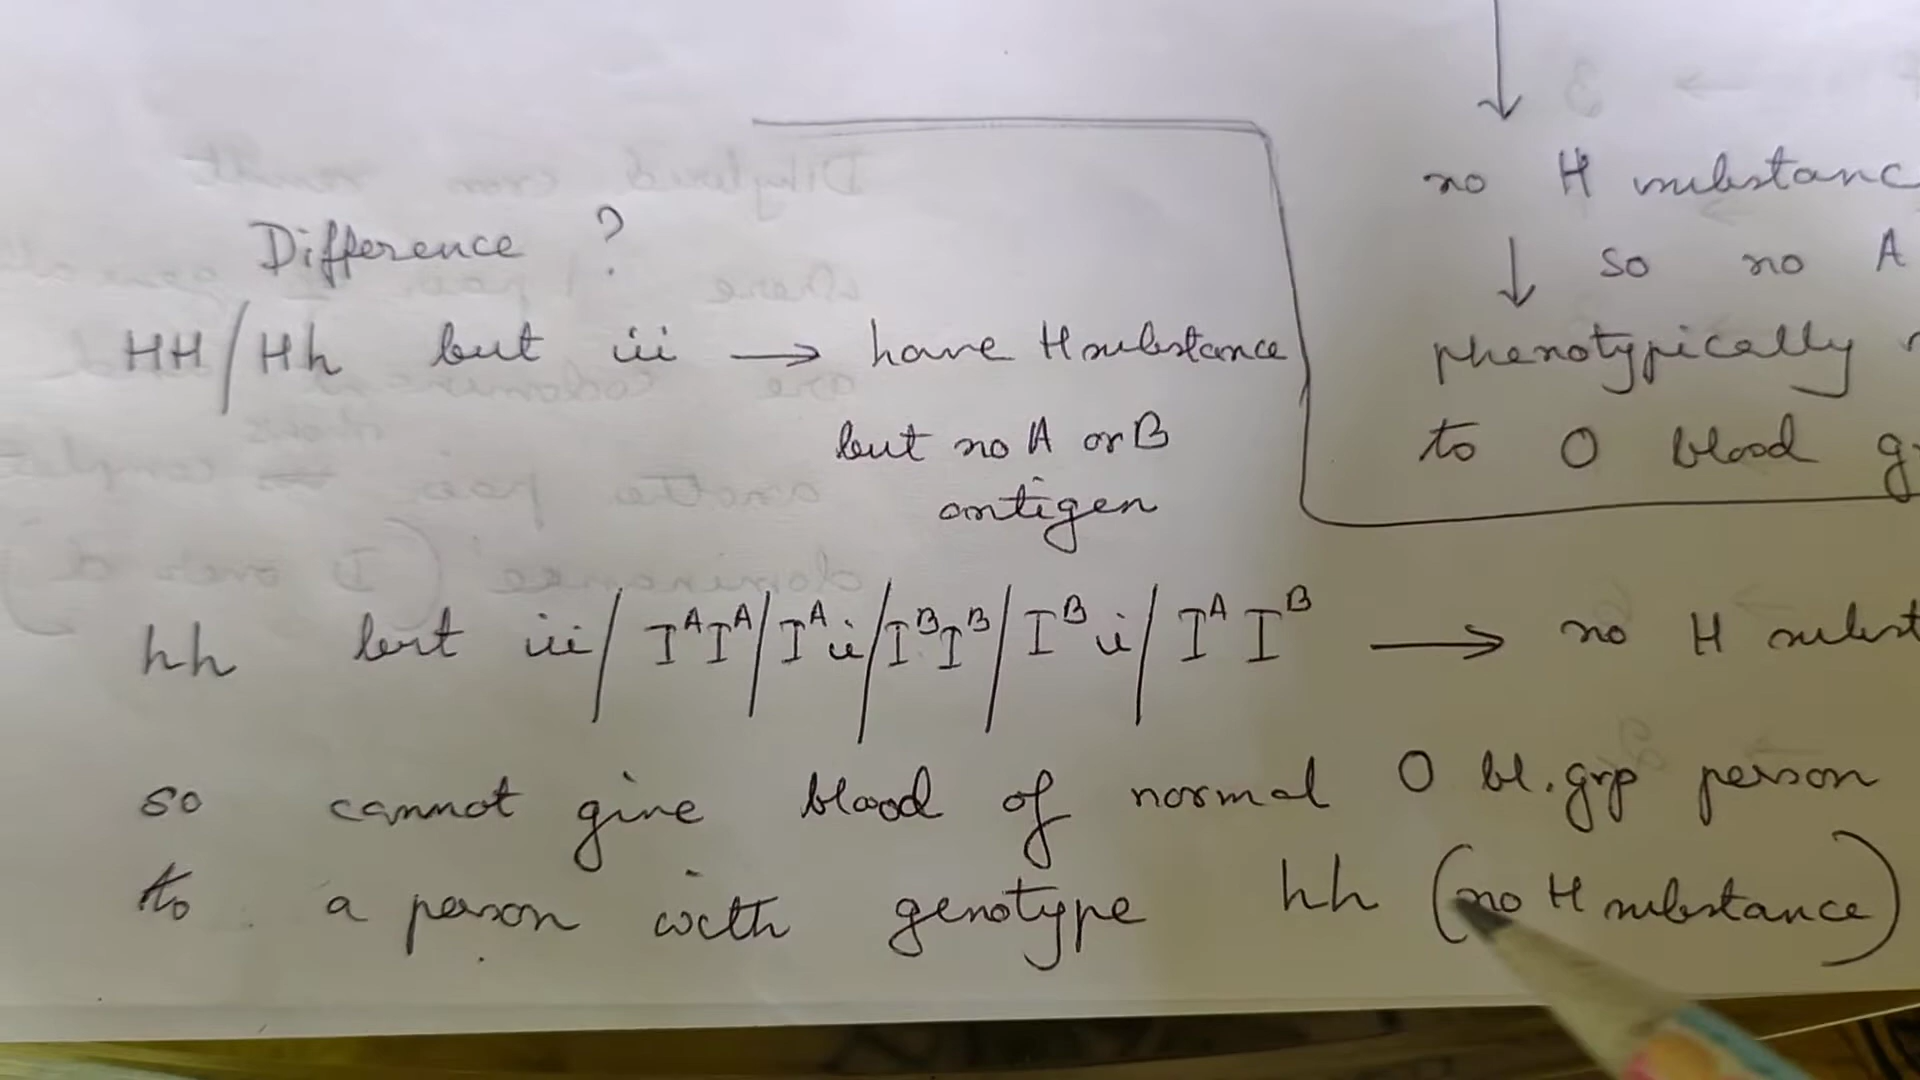 no H substanc
so no A
phenotypically
to O blood g
Difference ?
HH/Hh but ii → have H substance
but no A or B
antigen
hh but ii/ IᴬIᴬ/Iᴬi/IᴮIᴮ/Iᴮi/ IᴬIᴮ → no H subst
so cannot give blood of normal O bl. grp person
to a person with genotype hh (no H substance)